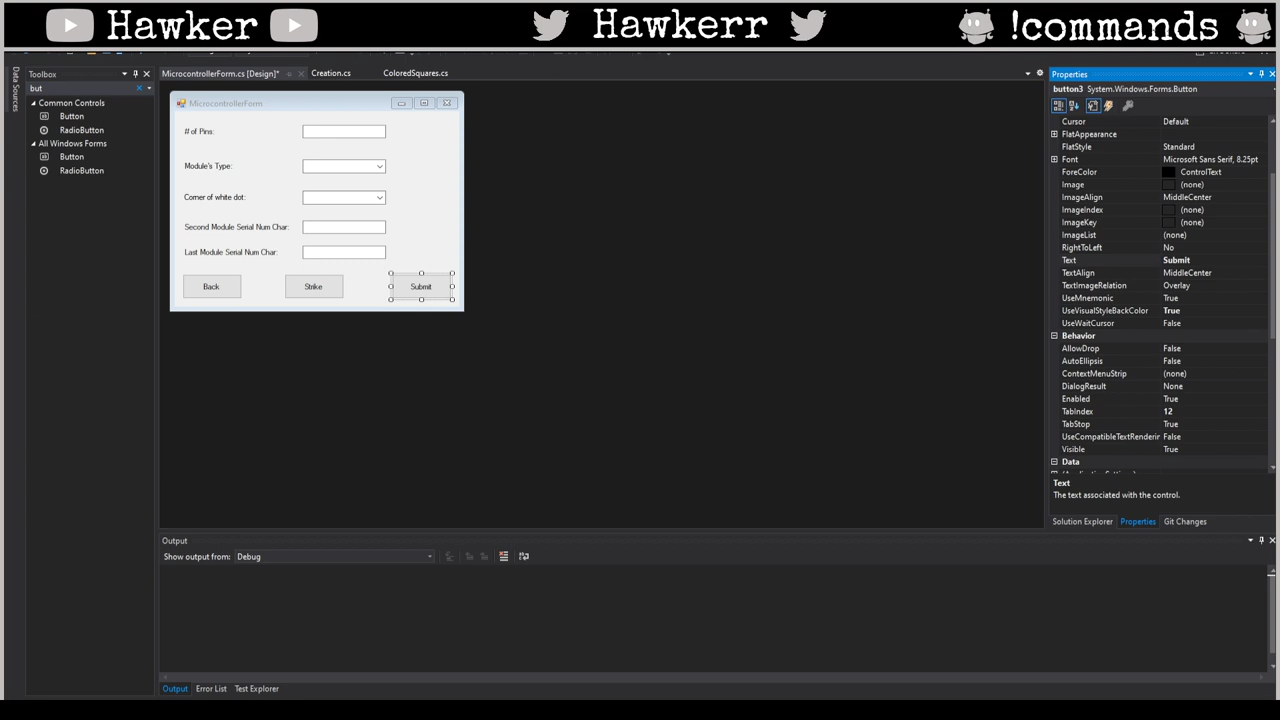 Hawker
Hawkerr
!commands
Data Sources
Toolbox
but
Common Controls
Button
RadioButton
All Windows Forms
Button
RadioButton
MicrocontrollerForm.cs [Design]*
Creation.cs
ColoredSquares.cs
MicrocontrollerForm
# of Pins:
Module's Type:
Corner of white dot:
Second Module Serial Num Char:
Last Module Serial Num Char:
Back
Strike
Submit
Properties
button3 System.Windows.Forms.Button
Cursor Default
FlatAppearance
FlatStyle Standard
Font Microsoft Sans Serif, 8.25pt
ForeColor ControlText
Image (none)
ImageAlign MiddleCenter
ImageIndex (none)
ImageKey (none)
ImageList (none)
RightToLeft No
Text Submit
TextAlign MiddleCenter
TextImageRelation Overlay
UseMnemonic True
UseVisualStyleBackColor True
UseWaitCursor False
Behavior
AllowDrop False
AutoEllipsis False
ContextMenuStrip (none)
DialogResult None
Enabled True
TabIndex 12
TabStop True
UseCompatibleTextRenderin False
Visible True
Data
Text
The text associated with the control.
Solution Explorer
Properties
Git Changes
Output
Show output from: Debug
Output
Error List
Test Explorer